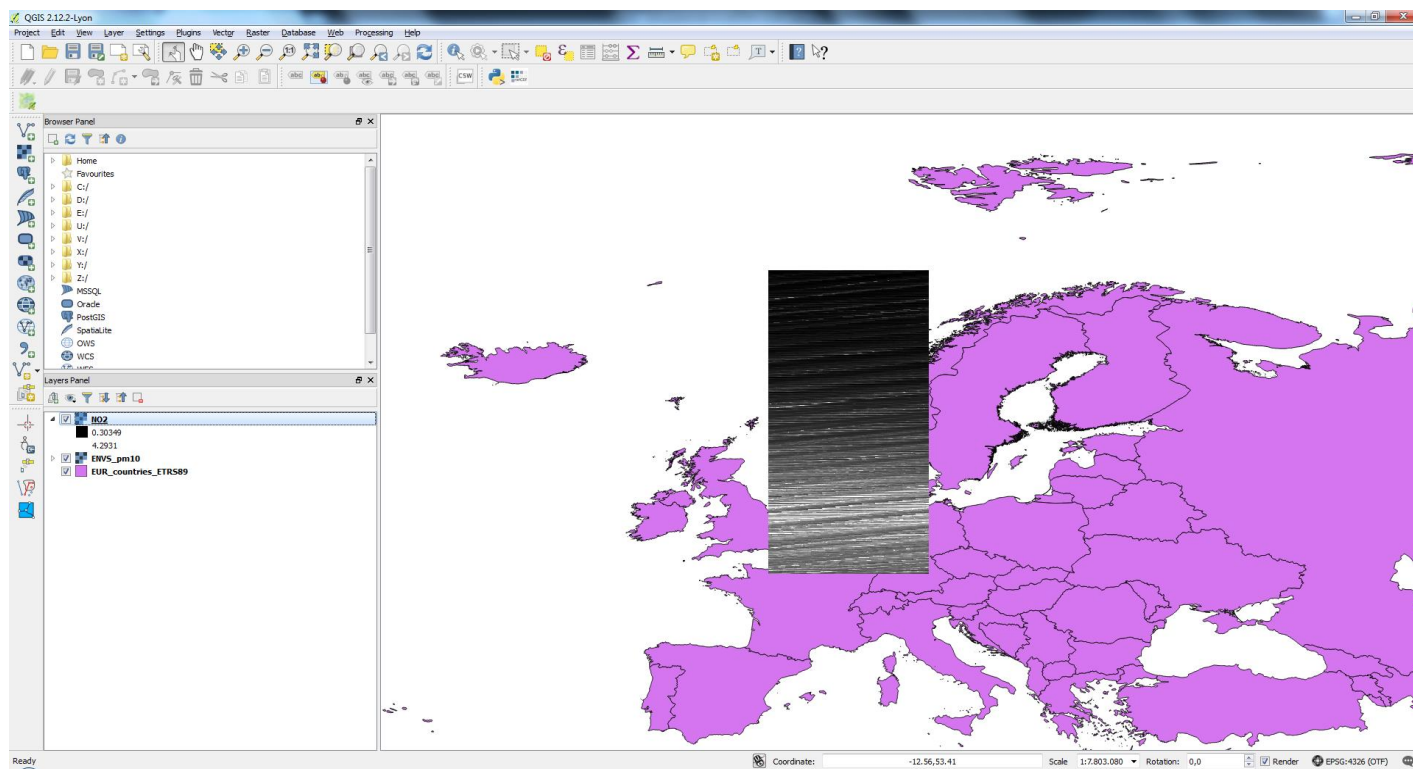 QGIS 2.12.2-Lyon
Project Edit View Layer Settings Plugins Vector Raster Database Web Processing Help
CSW
Browser Panel
Home
Favourites
C:/
D:/
E:/
U:/
V:/
X:/
Y:/
Z:/
MSSQL
Oracle
PostGIS
SpatiaLite
OWS
WCS
Layers Panel
NO2
0.30349
4.2931
ENVS_pm10
EUR_countries_ETRS89
Ready Coordinate: -12.56,53.41 Scale 1:7.803.080 Rotation: 0,0 Render EPSG:4326 (OTF)